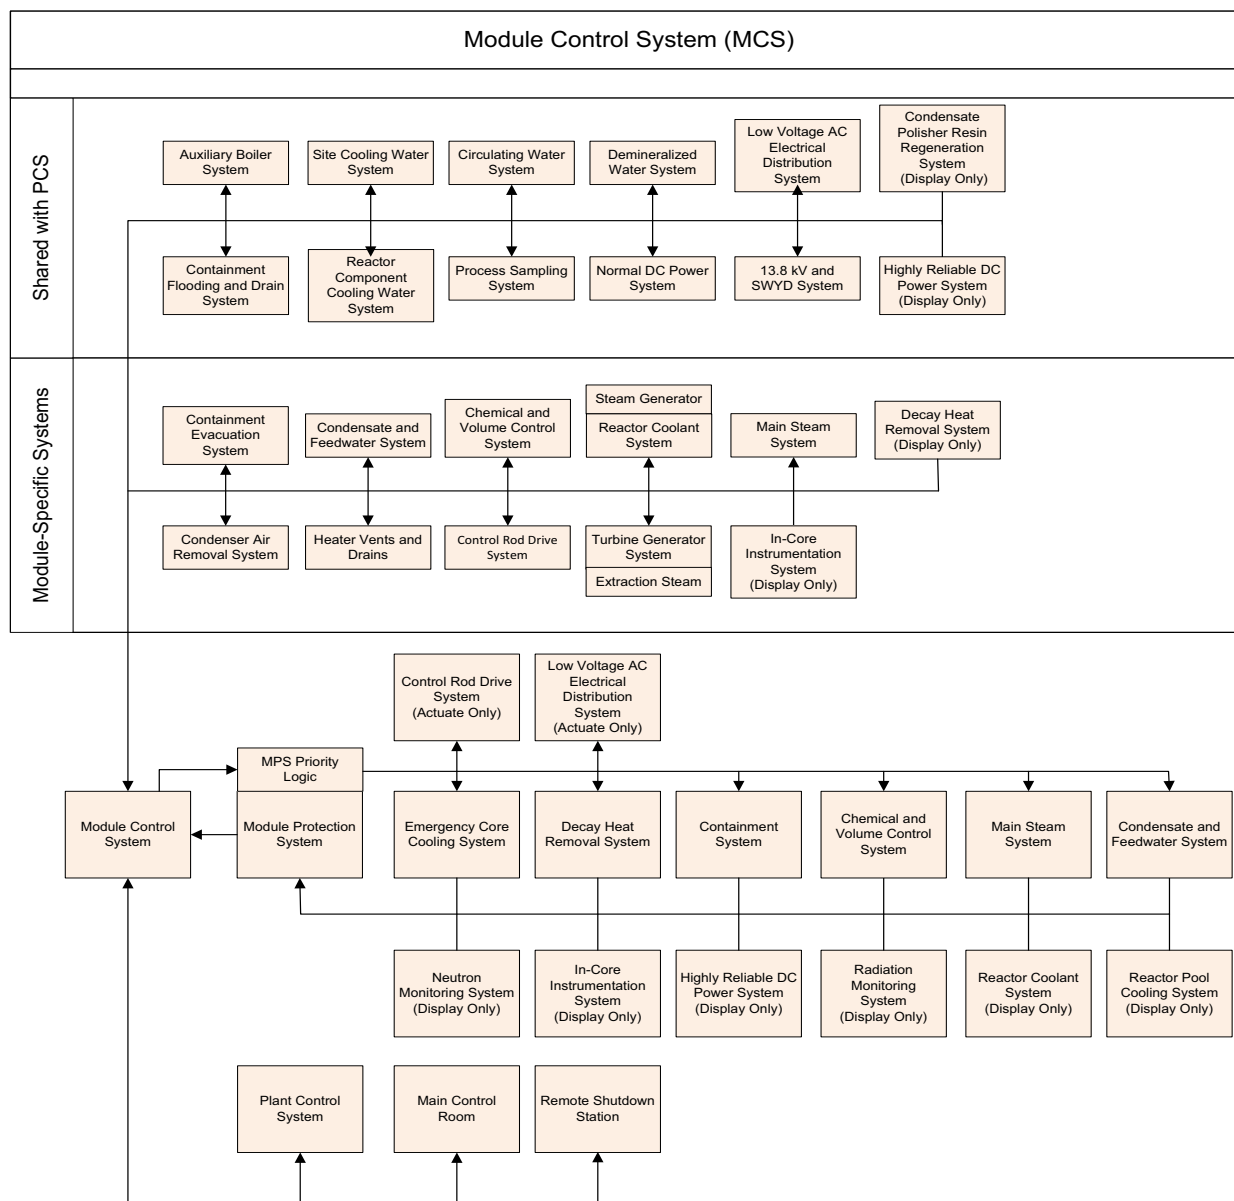 Module Control System (MCS)
Shared with PCS
Auxiliary Boiler
System
Site Cooling Water
System
Circulating Water
System
Demineralized
Water System
Low Voltage AC
Electrical
Distribution
System
Condensate
Polisher Resin
Regeneration
System
(Display Only)
Containment
Flooding and Drain
System
Reactor
Component
Cooling Water
System
Process Sampling
System
Normal DC Power
System
13.8 kV and
SWYD System
Highly Reliable DC
Power System
(Display Only)
Module-Specific Systems
Containment
Evacuation
System
Condensate and
Feedwater System
Chemical and
Volume Control
System
Steam Generator
Reactor Coolant
System
Main Steam
System
Decay Heat
Removal System
(Display Only)
Condenser Air
Removal System
Heater Vents and
Drains
Control Rod Drive
System
Turbine Generator
System
Extraction Steam
In-Core
Instrumentation
System
(Display Only)
Control Rod Drive
System
(Actuate Only)
Low Voltage AC
Electrical
Distribution
System
(Actuate Only)
MPS Priority
Logic
Module Control
System
Module Protection
System
Emergency Core
Cooling System
Decay Heat
Removal System
Containment
System
Chemical and
Volume Control
System
Main Steam
System
Condensate and
Feedwater System
Neutron
Monitoring System
(Display Only)
In-Core
Instrumentation
System
(Display Only)
Highly Reliable DC
Power System
(Display Only)
Radiation
Monitoring
System
(Display Only)
Reactor Coolant
System
(Display Only)
Reactor Pool
Cooling System
(Display Only)
Plant Control
System
Main Control
Room
Remote Shutdown
Station